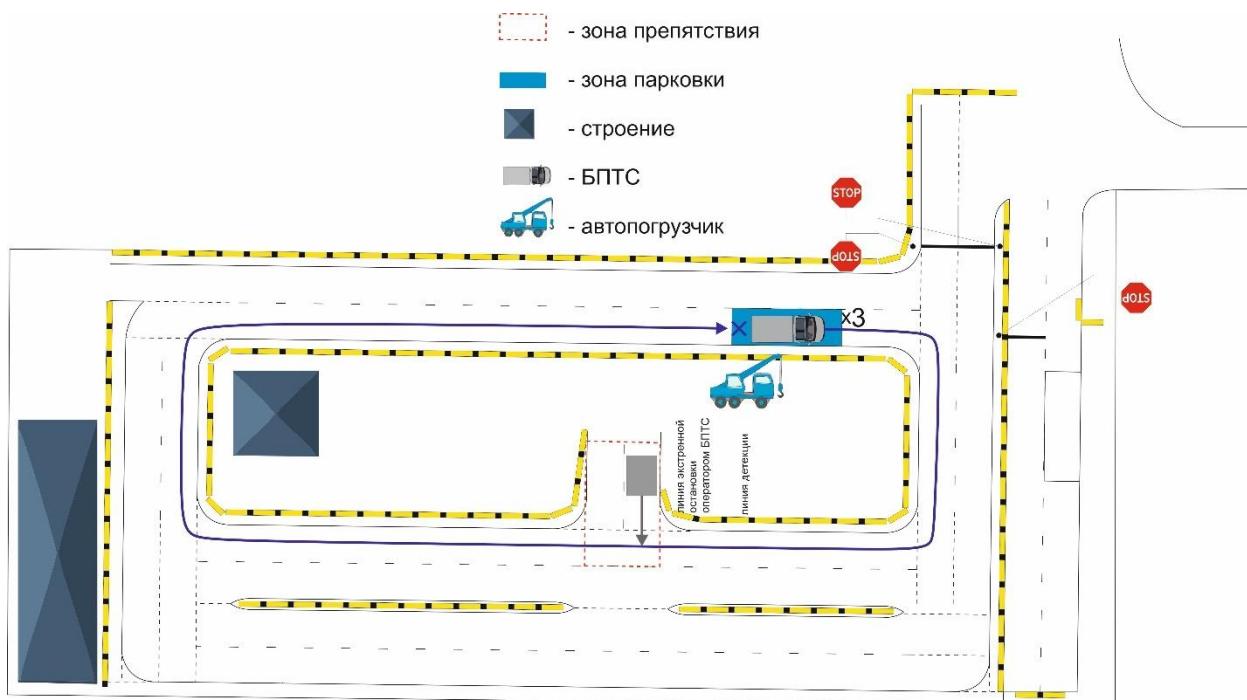 - зона препятствия
- зона парковки
- строение
- БПТС
- автопогрузчик
STOP
STOP
STOP
x3
линия экстренной
остановки
оператором БПТС
линия детекции